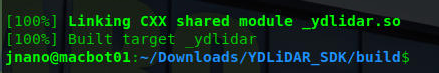 [100%] Linking CXX shared module _ydlidar.so
[100%] Built target _ydlidar
jnano@macbot01:~/Downloads/YDLiDAR_SDK/build$